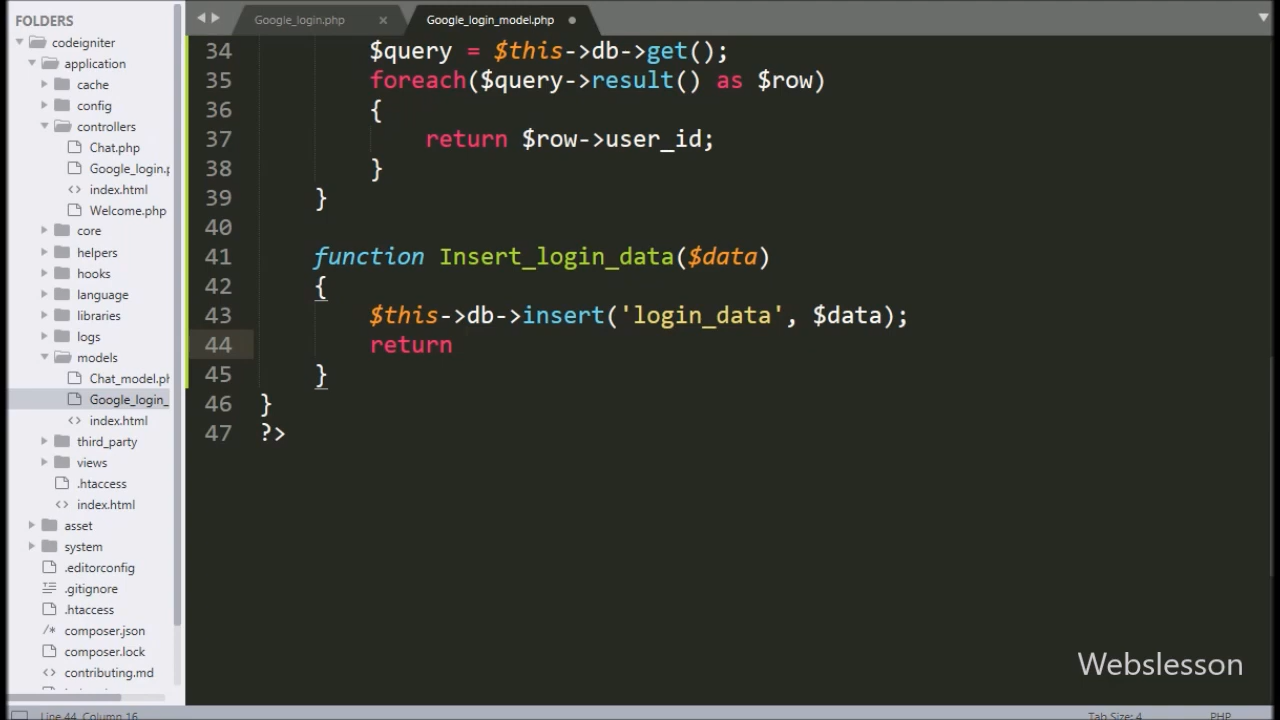 FOLDERS
codeigniter
application
cache
config
controllers
Chat.php
Google_login.p
index.html
Welcome.php
core
helpers
hooks
language
libraries
logs
models
Chat_model.ph
Google_login_
index.html
third_party
views
.htaccess
index.html
asset
system
.editorconfig
.gitignore
.htaccess
composer.json
composer.lock
contributing.md
Google_login.php
Google_login_model.php
34 $query = $this->db->get();
35 foreach($query->result() as $row)
36 {
37 return $row->user_id;
38 }
39 }
40
41 function Insert_login_data($data)
42 {
43 $this->db->insert('login_data', $data);
44 return
45 }
46 }
47 ?>
Webslesson
Line 44, Column 16
Tab Size: 4
PHP